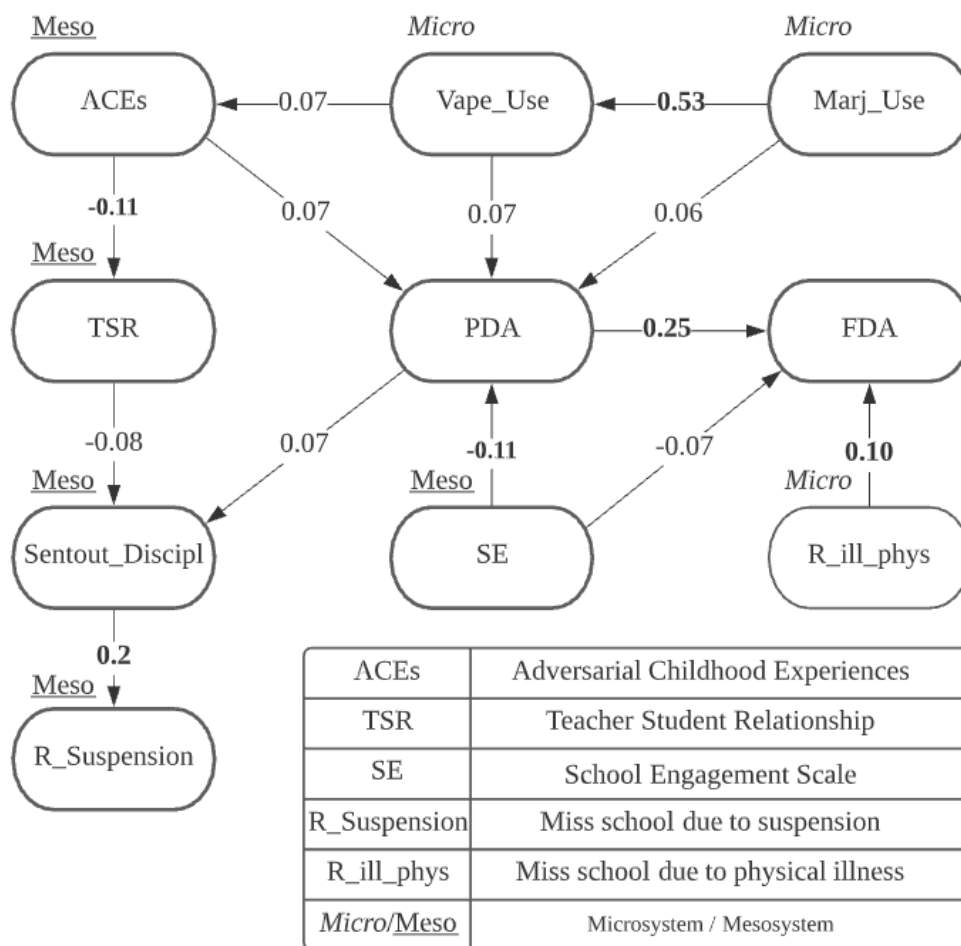 Meso Micro Micro
ACEs 0.07 Vape_Use 0.53 Marj_Use
-0.11 0.07 0.07 0.06
Meso
TSR PDA 0.25 FDA
-0.08 0.07 -0.11 -0.07 0.10
Meso Meso Micro
Sentout_Discipl SE R_ill_phys
0.2
Meso
R_Suspension
ACEs Adversarial Childhood Experiences
TSR Teacher Student Relationship
SE School Engagement Scale
R_Suspension Miss school due to suspension
R_ill_phys Miss school due to physical illness
Micro/Meso Microsystem / Mesosystem